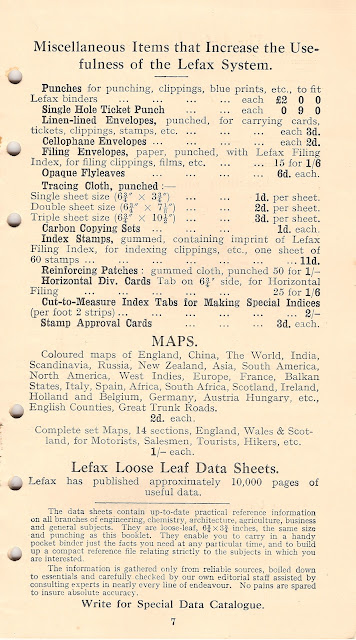 Miscellaneous Items that Increase the Use-
fulness of the Lefax System.
Punches for punching, clippings, blue prints, etc., to fit
Lefax binders ... ... ... ... each £2 0 0
Single Hole Ticket Punch ... each 0 9 0
Linen-lined Envelopes, punched, for carrying cards,
tickets, clippings, stamps, etc. ... ... ... each 3d.
Cellophane Envelopes ... ... ... ... each 2d.
Filing Envelopes, paper, punched, with Lefax Filing
Index, for filing clippings, films, etc. ... 15 for 1/6
Opaque Flyleaves ... ... ... 6d. each.
Tracing Cloth, punched :—
Single sheet size (6¾" × 3¾") ... 1d. per sheet.
Double sheet size (6¾" × 7½") ... 2d. per sheet.
Triple sheet size (6¾" × 10½") ... 3d. per sheet.
Carbon Copying Sets ... ... 1d. each.
Index Stamps, gummed, containing imprint of Lefax
Filing Index, for indexing clippings, etc., one sheet of
60 stamps ... ... ... ... ... ... 11d.
Reinforcing Patches : gummed cloth, punched 50 for 1/-
Horizontal Div. Cards Tab on 6¾" side, for Horizontal
Filing ... ... ... ... ... 25 for 1/6
Cut-to-Measure Index Tabs for Making Special Indices
(per foot 2 strips) ... ... ... ... ... ... 2/-
Stamp Approval Cards ... ... 3d. each.
MAPS.
Coloured maps of England, China, The World, India,
Scandinavia, Russia, New Zealand, Asia, South America,
North America, West Indies, Europe, France, Balkan
States, Italy, Spain, Africa, South Africa, Scotland, Ireland,
Holland and Belgium, Germany, Austria Hungary, etc.,
English Counties, Great Trunk Roads.
2d. each.
Complete set Maps, 14 sections, England, Wales & Scot-
land, for Motorists, Salesmen, Tourists, Hikers, etc.
1/- each.
Lefax Loose Leaf Data Sheets.
Lefax has published approximately 10,000 pages of
useful data.
The data sheets contain up-to-date practical reference information
on all branches of engineering, chemistry, architecture, agriculture, business
and general subjects. They are loose-leaf, 6¾×3¾ inches, the same size
and punching as this booklet. They enable you to carry in a handy
pocket binder just the facts you need at any particular time, and to build
up a compact reference file relating strictly to the subjects in which you
are interested.
The information is gathered only from reliable sources, boiled down
to essentials and carefully checked by our own editorial staff assisted by
consulting experts in nearly every line of endeavour. No pains are spared
to insure absolute accuracy.
Write for Special Data Catalogue.
7